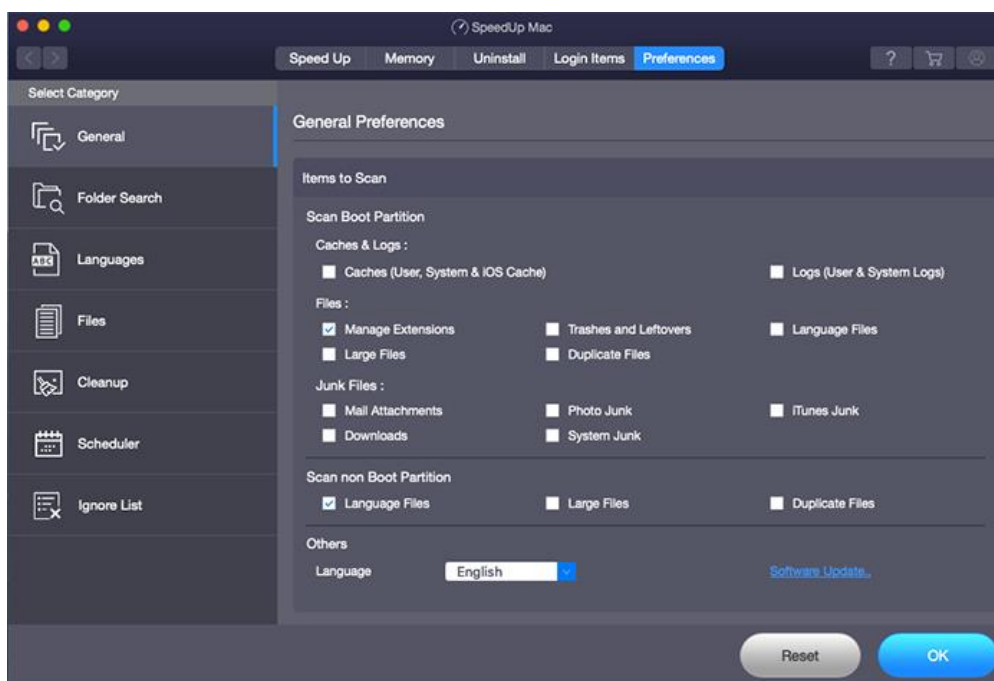 SpeedUp Mac
Speed Up Memory Uninstall Login Items Preferences ?
Select Category
General
Folder Search
ABC
Languages
Files
Cleanup
Scheduler
Ignore List
General Preferences
Items to Scan
Scan Boot Partition
Caches & Logs :
Caches (User, System & iOS Cache) Logs (User & System Logs)
Files :
Manage Extensions Trashes and Leftovers Language Files
Large Files Duplicate Files
Junk Files :
Mail Attachments Photo Junk iTunes Junk
Downloads System Junk
Scan non Boot Partition
Language Files Large Files Duplicate Files
Others
Language English Software Update..
Reset OK